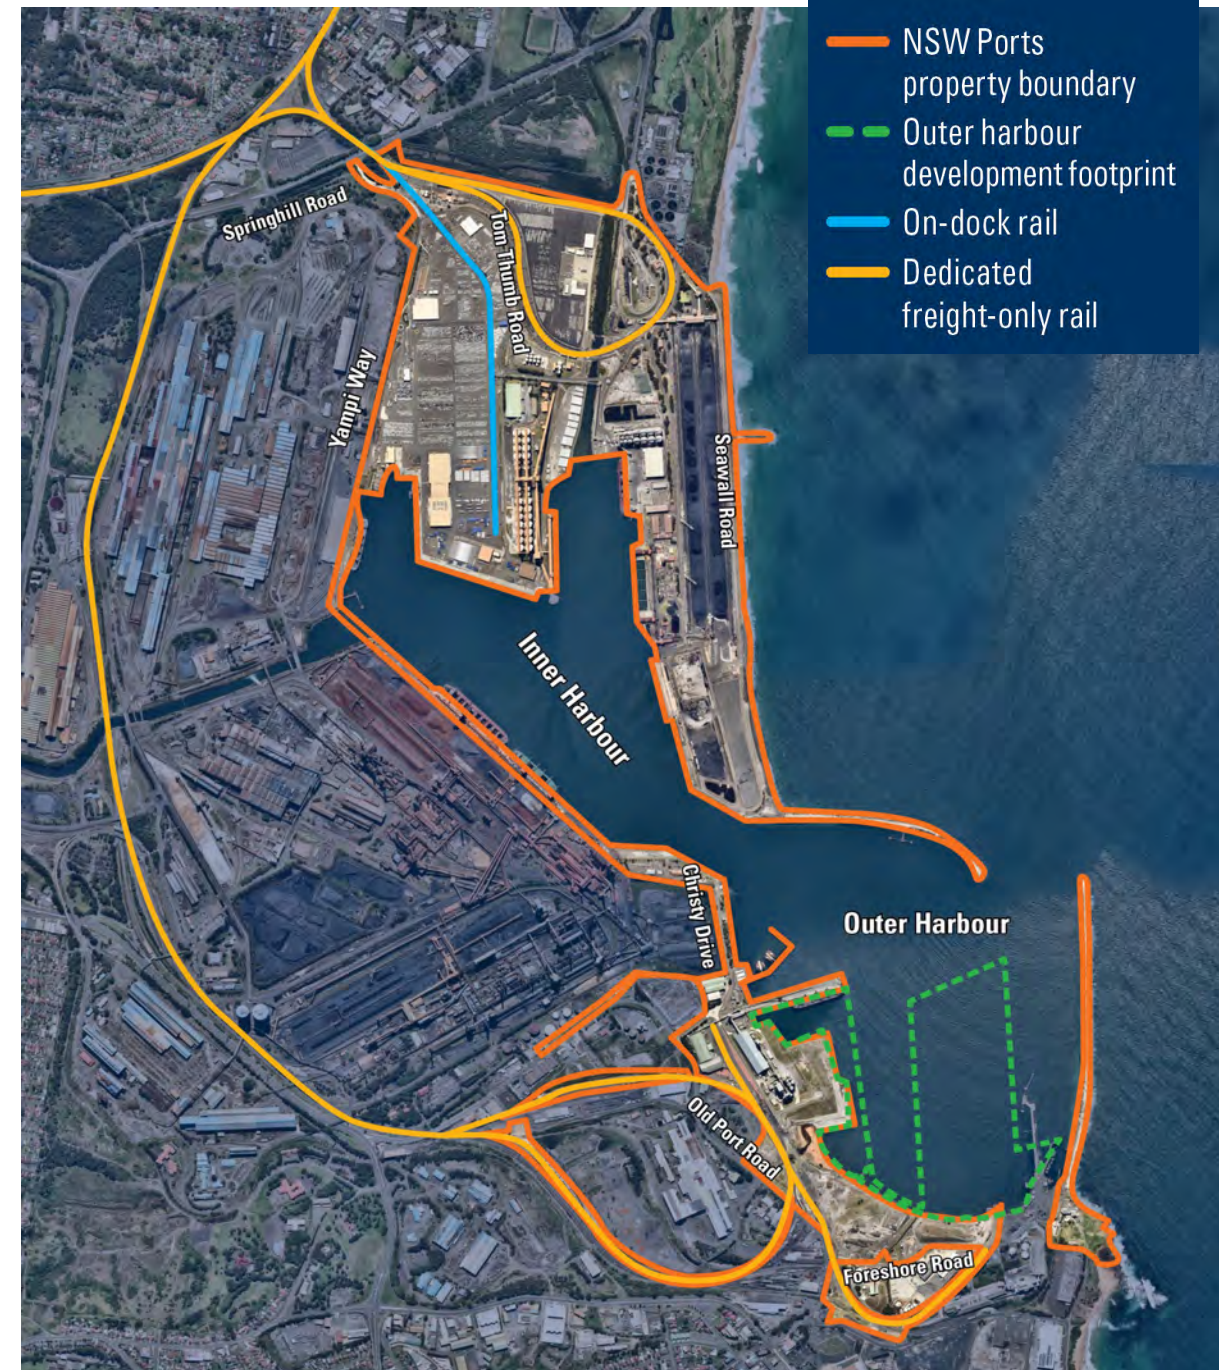 NSW Ports
property boundary
Outer harbour
development footprint
On-dock rail
Dedicated
freight-only rail
Springhill Road
Tom Thumb Road
Yampi Way
Seawall Road
Inner Harbour
Christy Drive
Outer Harbour
Old Port Road
Foreshore Road